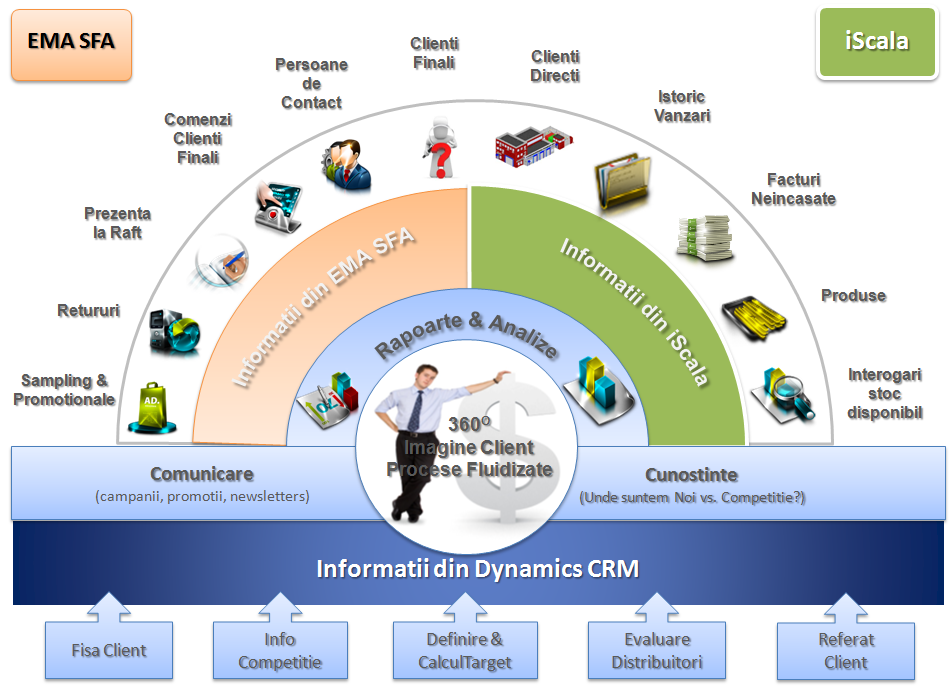 EMA SFA
iScala
Clienti
Finali
Clienti
Directi
Persoane
de
Contact
Istoric
Vanzari
Comenzi
Clienti
Finali
Facturi
Neincasate
Prezenta
la Raft
Produse
Retururi
Interogari
stoc
disponibil
Sampling &
Promotionale
AD.
Informatii din EMA SFA
Informatii din iScala
Rapoarte & Analize
360º
Imagine Client
Procese Fluidizate
Comunicare
(campanii, promotii, newsletters)
Cunostinte
(Unde suntem Noi vs. Competitie?)
Informatii din Dynamics CRM
Fisa Client
Info
Competitie
Definire &
CalculTarget
Evaluare
Distribuitori
Referat
Client